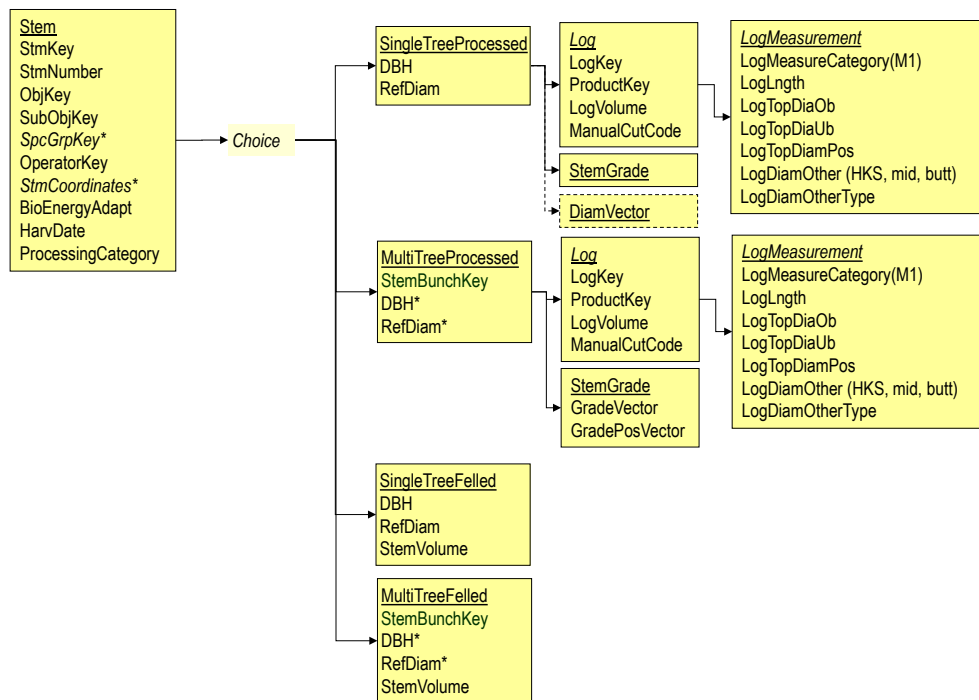 Stem
StmKey
StmNumber
ObjKey
SubObjKey
SpcGrpKey*
OperatorKey
StmCoordinates*
BioEnergyAdapt
HarvDate
ProcessingCategory
Choice
SingleTreeProcessed
DBH
RefDiam
Log
LogKey
ProductKey
LogVolume
ManualCutCode
StemGrade
DiamVector
LogMeasurement
LogMeasureCategory(M1)
LogLngth
LogTopDiaOb
LogTopDiaUb
LogTopDiamPos
LogDiamOther (HKS, mid, butt)
LogDiamOtherType
MultiTreeProcessed
StemBunchKey
DBH*
RefDiam*
Log
LogKey
ProductKey
LogVolume
ManualCutCode
StemGrade
GradeVector
GradePosVector
LogMeasurement
LogMeasureCategory(M1)
LogLngth
LogTopDiaOb
LogTopDiaUb
LogTopDiamPos
LogDiamOther (HKS, mid, butt)
LogDiamOtherType
SingleTreeFelled
DBH
RefDiam
StemVolume
MultiTreeFelled
StemBunchKey
DBH*
RefDiam*
StemVolume